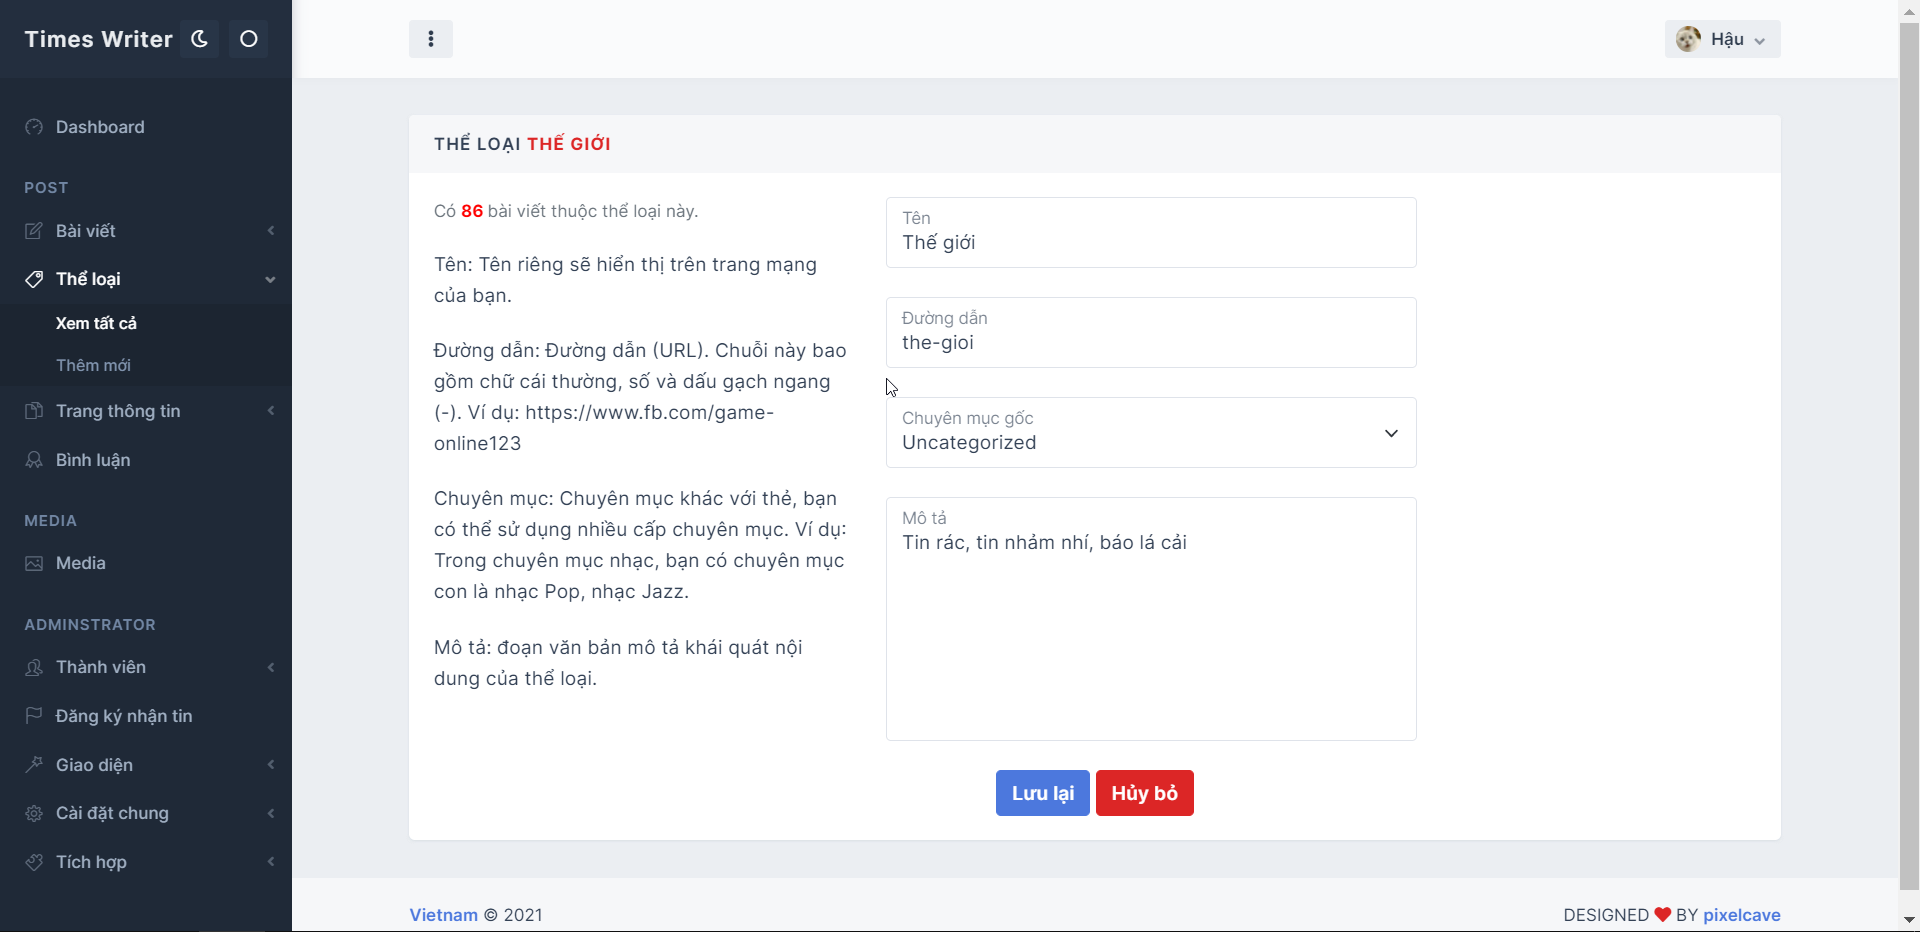 Times Writer
Hậu
Dashboard
POST
Bài viết
Thể loại
Xem tất cả
Thêm mới
Trang thông tin
Bình luận
MEDIA
Media
ADMINSTRATOR
Thành viên
Đăng ký nhận tin
Giao diện
Cài đặt chung
Tích hợp
THỂ LOẠI THẾ GIỚI
Có 86 bài viết thuộc thể loại này.
Tên: Tên riêng sẽ hiển thị trên trang mạng
của bạn.
Đường dẫn: Đường dẫn (URL). Chuỗi này bao
gồm chữ cái thường, số và dấu gạch ngang
(-). Ví dụ: https://www.fb.com/game-
online123
Chuyên mục: Chuyên mục khác với thẻ, bạn
có thể sử dụng nhiều cấp chuyên mục. Ví dụ:
Trong chuyên mục nhạc, bạn có chuyên mục
con là nhạc Pop, nhạc Jazz.
Mô tả: đoạn văn bản mô tả khái quát nội
dung của thể loại.
Tên
Thế giới
Đường dẫn
the-gioi
Chuyên mục gốc
Uncategorized
Mô tả
Tin rác, tin nhảm nhí, báo lá cải
Lưu lại
Hủy bỏ
Vietnam © 2021
DESIGNED ❤ BY pixelcave